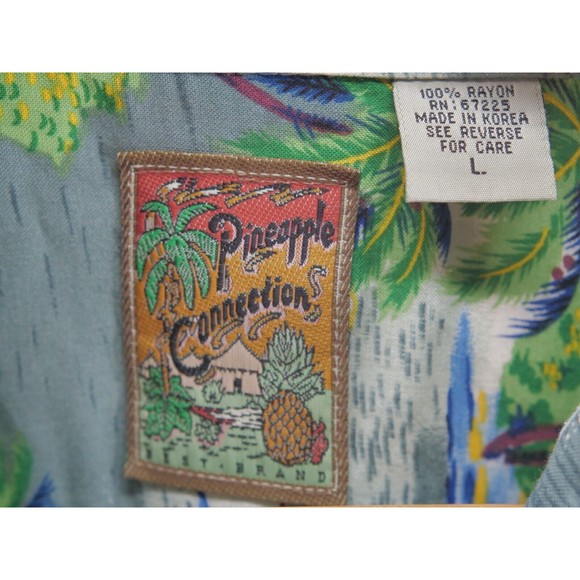 Pineapple
Connection
BEST · BRAND
100% RAYON
RN: 67225
MADE IN KOREA
SEE REVERSE
FOR CARE
L.